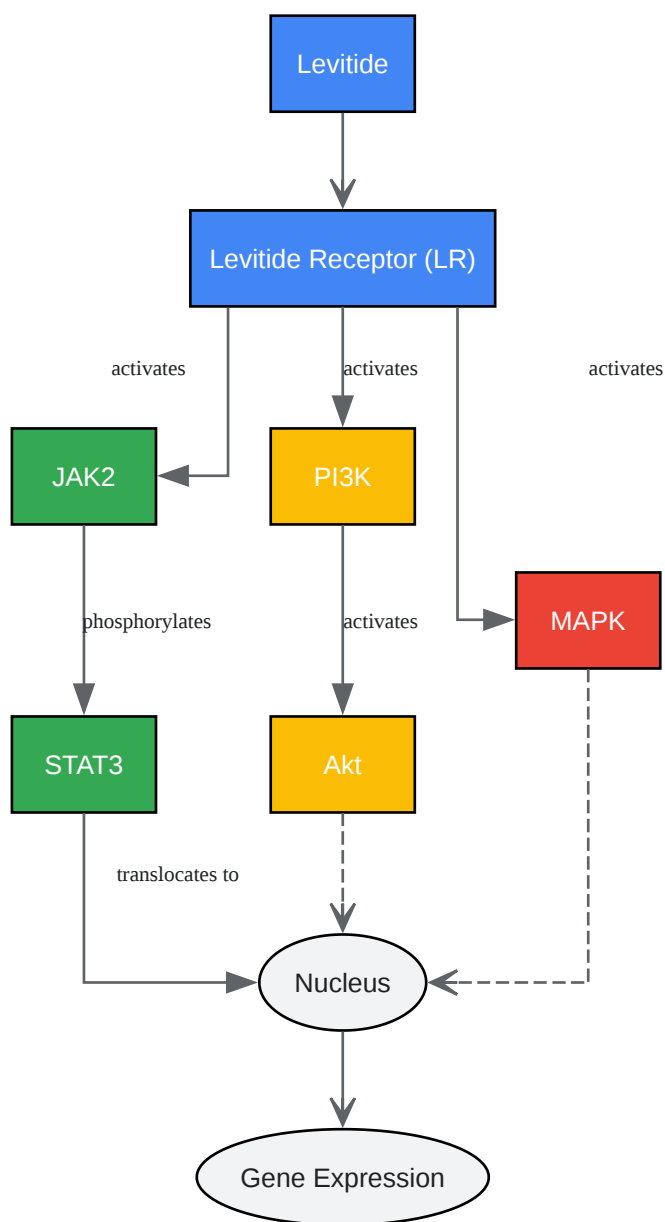 Levitide
Levitide Receptor (LR)
activates
activates
activates
JAK2
PI3K
phosphorylates
activates
MAPK
STAT3
Akt
translocates to
Nucleus
Gene Expression